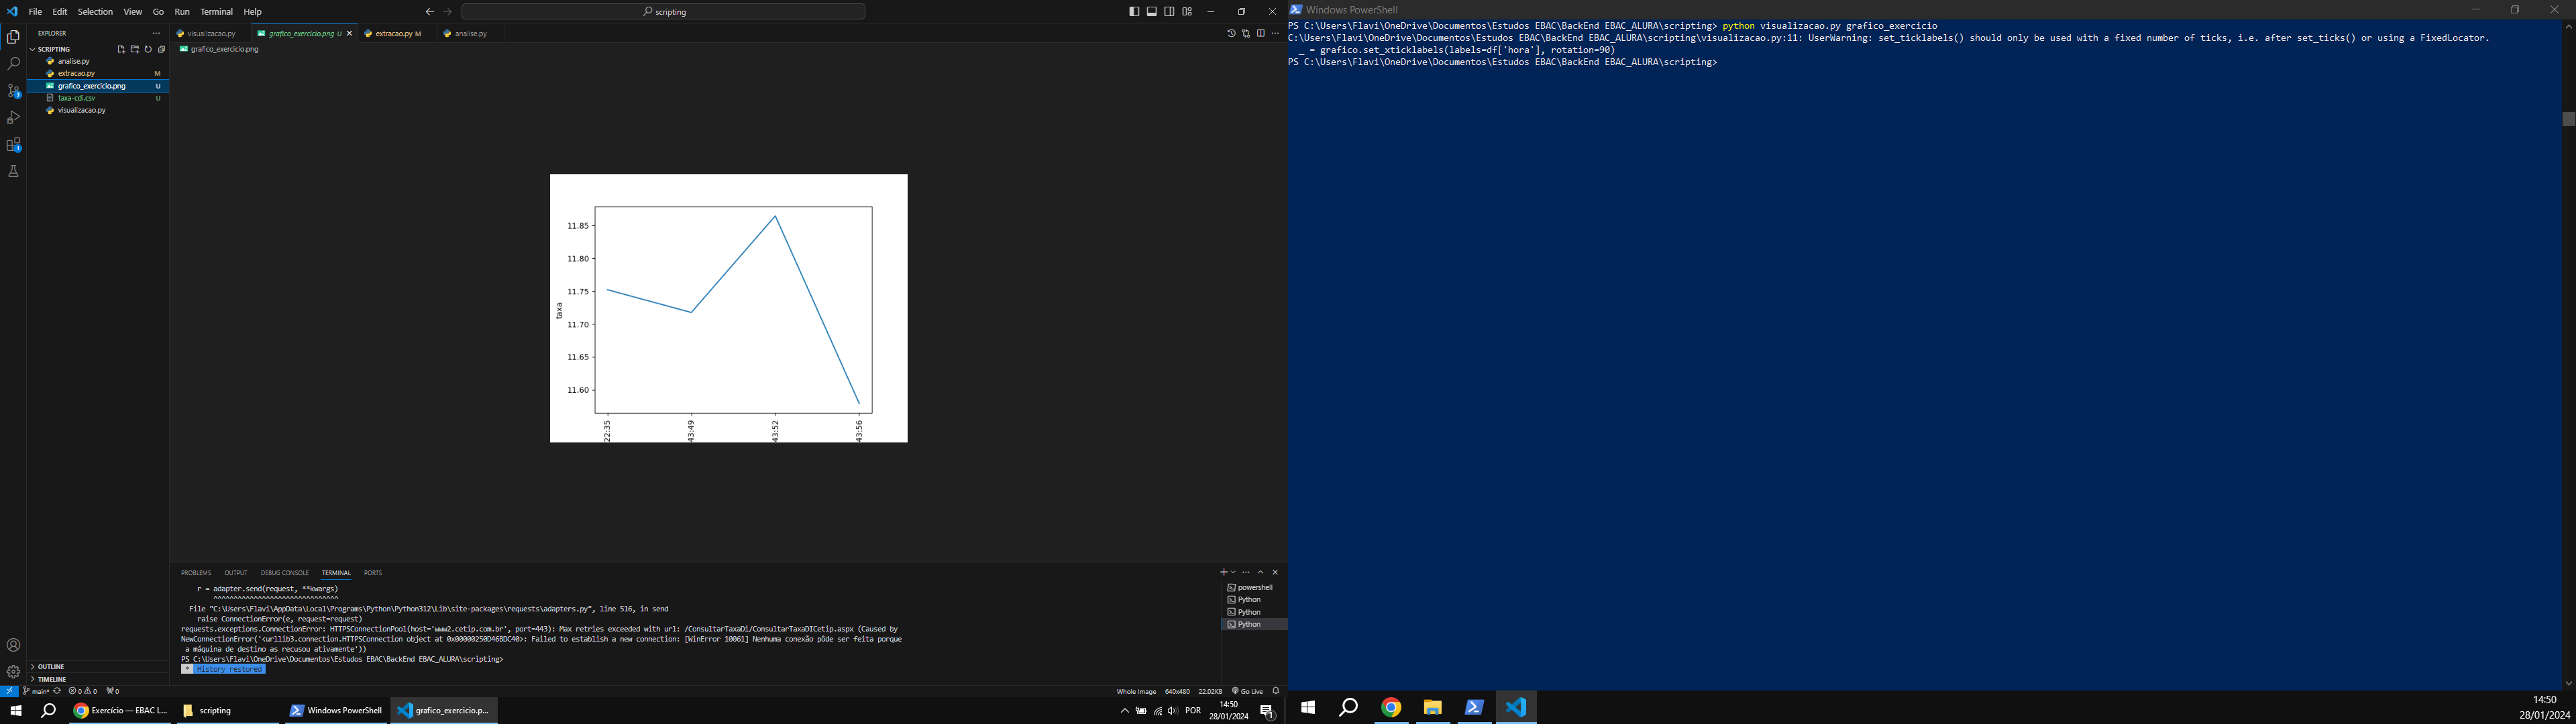 File Edit Selection View Go Run Terminal Help
scripting
EXPLORER
SCRIPTING
analise.py
extracao.py M
grafico_exercicio.png U
taxa-cdi.csv U
visualizacao.py
OUTLINE
TIMELINE
visualizacao.py
grafico_exercicio.png U
extracao.py M
analise.py
grafico_exercicio.png
11.85
11.80
11.75
11.70
11.65
11.60
taxa
22:35
43:49
43:52
43:56
PROBLEMS OUTPUT DEBUG CONSOLE TERMINAL PORTS
r = adapter.send(request, **kwargs)
^^^^^^^^^^^^^^^^^^^^^^^^^^^^^^^
File "C:\Users\Flavi\AppData\Local\Programs\Python\Python312\Lib\site-packages\requests\adapters.py", line 516, in send
raise ConnectionError(e, request=request)
requests.exceptions.ConnectionError: HTTPSConnectionPool(host='www2.cetip.com.br', port=443): Max retries exceeded with url: /ConsultarTaxaDi/ConsultarTaxaDICetip.aspx (Caused by
NewConnectionError('<urllib3.connection.HTTPSConnection object at 0x00000250D46BDC40>: Failed to establish a new connection: [WinError 10061] Nenhuma conexão pôde ser feita porque
a máquina de destino as recusou ativamente'))
PS C:\Users\Flavi\OneDrive\Documentos\Estudos EBAC\BackEnd EBAC_ALURA\scripting>
* History restored
powershell
Python
Python
Python
main* 0 0 0
Whole Image 640x480 22.02KB Go Live
Exercício — EBAC L...
scripting
Windows PowerShell
grafico_exercicio.p...
POR
14:50
28/01/2024
1
Windows PowerShell
PS C:\Users\Flavi\OneDrive\Documentos\Estudos EBAC\BackEnd EBAC_ALURA\scripting> python visualizacao.py grafico_exercicio
C:\Users\Flavi\OneDrive\Documentos\Estudos EBAC\BackEnd EBAC_ALURA\scripting\visualizacao.py:11: UserWarning: set_ticklabels() should only be used with a fixed number of ticks, i.e. after set_ticks() or using a FixedLocator.
_ = grafico.set_xticklabels(labels=df['hora'], rotation=90)
PS C:\Users\Flavi\OneDrive\Documentos\Estudos EBAC\BackEnd EBAC_ALURA\scripting>
14:50
28/01/2024